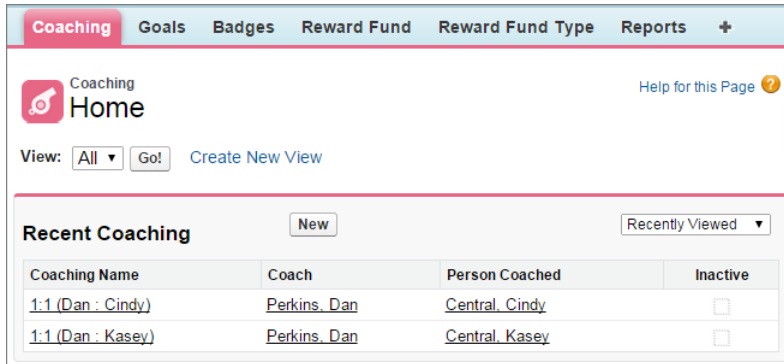 Coaching Goals Badges Reward Fund Reward Fund Type Reports +
Coaching
Home
Help for this Page ?
View: All Go! Create New View
Recent Coaching New Recently Viewed
Coaching Name Coach Person Coached Inactive
1:1 (Dan : Cindy) Perkins, Dan Central, Cindy
1:1 (Dan : Kasey) Perkins, Dan Central, Kasey